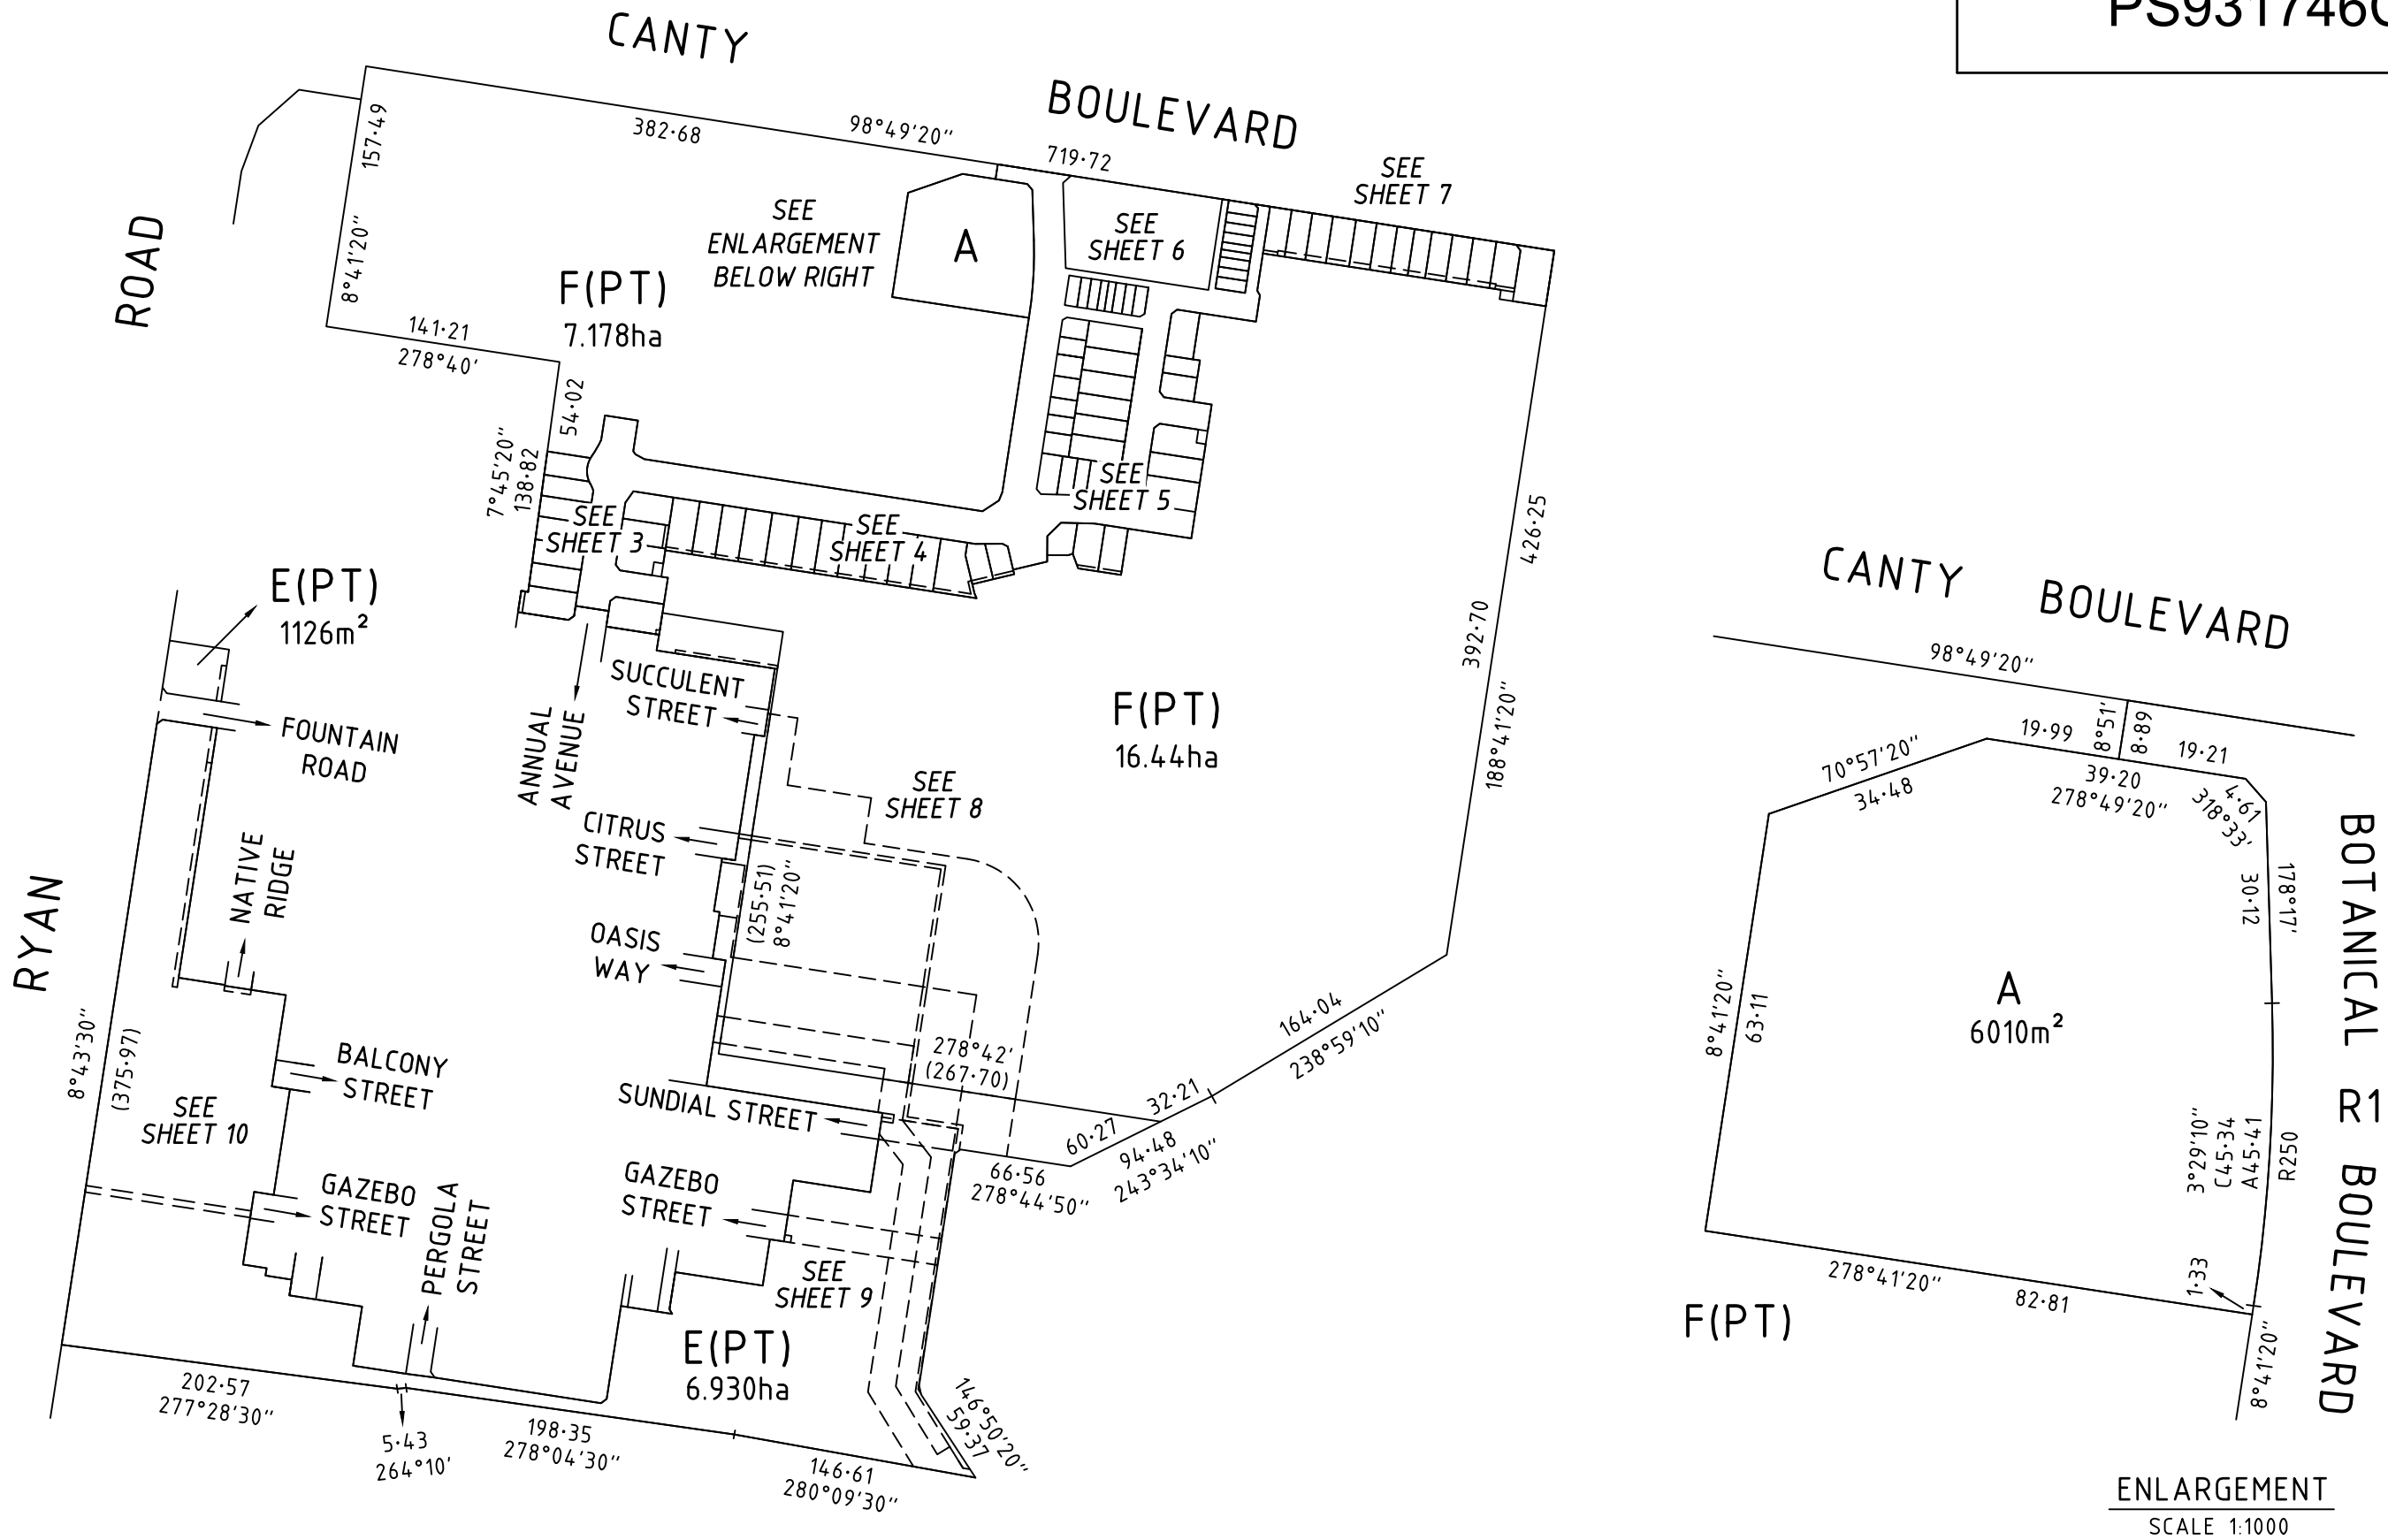 PS931746
CANTY BOULEVARD
382·68
98°49'20"
719·72
SEE
SHEET 7
157·49
8°41'20"
ROAD
SEE
ENLARGEMENT
BELOW RIGHT
A
SEE
SHEET 6
F(PT)
7.178ha
141·21
278°40'
54·02
7°45'20"
138·82
SEE
SHEET 3
SEE
SHEET 4
SEE
SHEET 5
426·25
392·70
188°41'20"
E(PT)
1126m²
FOUNTAIN
ROAD
ANNUAL
AVENUE
SUCCULENT
STREET
F(PT)
16.44ha
SEE
SHEET 8
CITRUS
STREET
NATIVE
RIDGE
(255·51)
8°41'20"
OASIS
WAY
RYAN
8°43'30"
(375·97)
BALCONY
STREET
SEE
SHEET 10
278°42'
(267·70)
SUNDIAL STREET
164·04
238°59'10"
32·21
60·27
94·48
243°34'10"
66·56
278°44'50"
GAZEBO
STREET
PERGOLA
STREET
GAZEBO
STREET
SEE
SHEET 9
E(PT)
6.930ha
202·57
277°28'30"
5·43
264°10'
198·35
278°04'30"
146·61
280°09'30"
146°50'20"
59·37
CANTY BOULEVARD
98°49'20"
19·99
8°51'
8·89
19·21
70°57'20"
34·48
39·20
278°49'20"
4·61
318°33'
178°17'
30·12
BOTANICAL R1 BOULEVARD
A
6010m²
8°41'20"
63·11
3°29'10"
C45·34
A45·41
R250
1·33
278°41'20"
82·81
8°41'20"
F(PT)
ENLARGEMENT
SCALE 1:1000